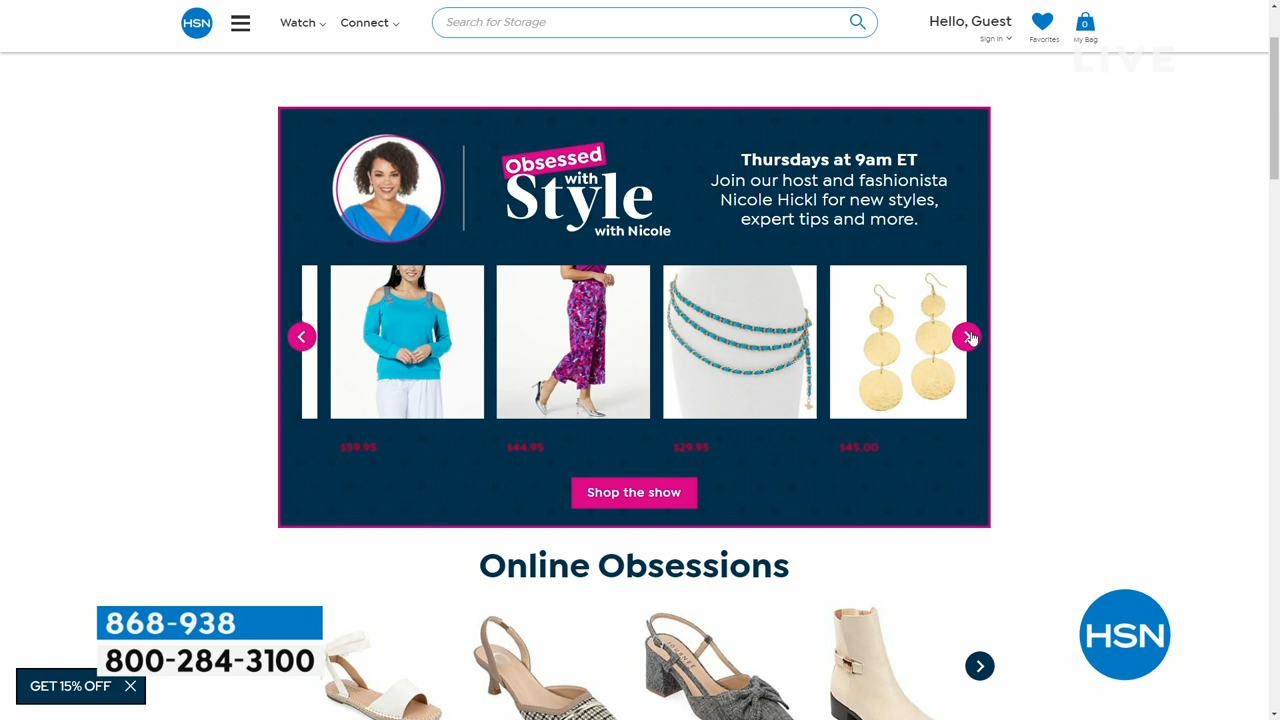 HSN
Watch
Connect
Search for Storage
Hello, Guest
Sign in
Favorites
0
My Bag
LIVE
Obsessed
with
Style
with Nicole
Thursdays at 9am ET
Join our host and fashionista
Nicole Hickl for new styles,
expert tips and more.
$59.95
$44.95
$29.95
$45.00
Shop the show
Online Obsessions
868-938
800-284-3100
GET 15% OFF
HSN